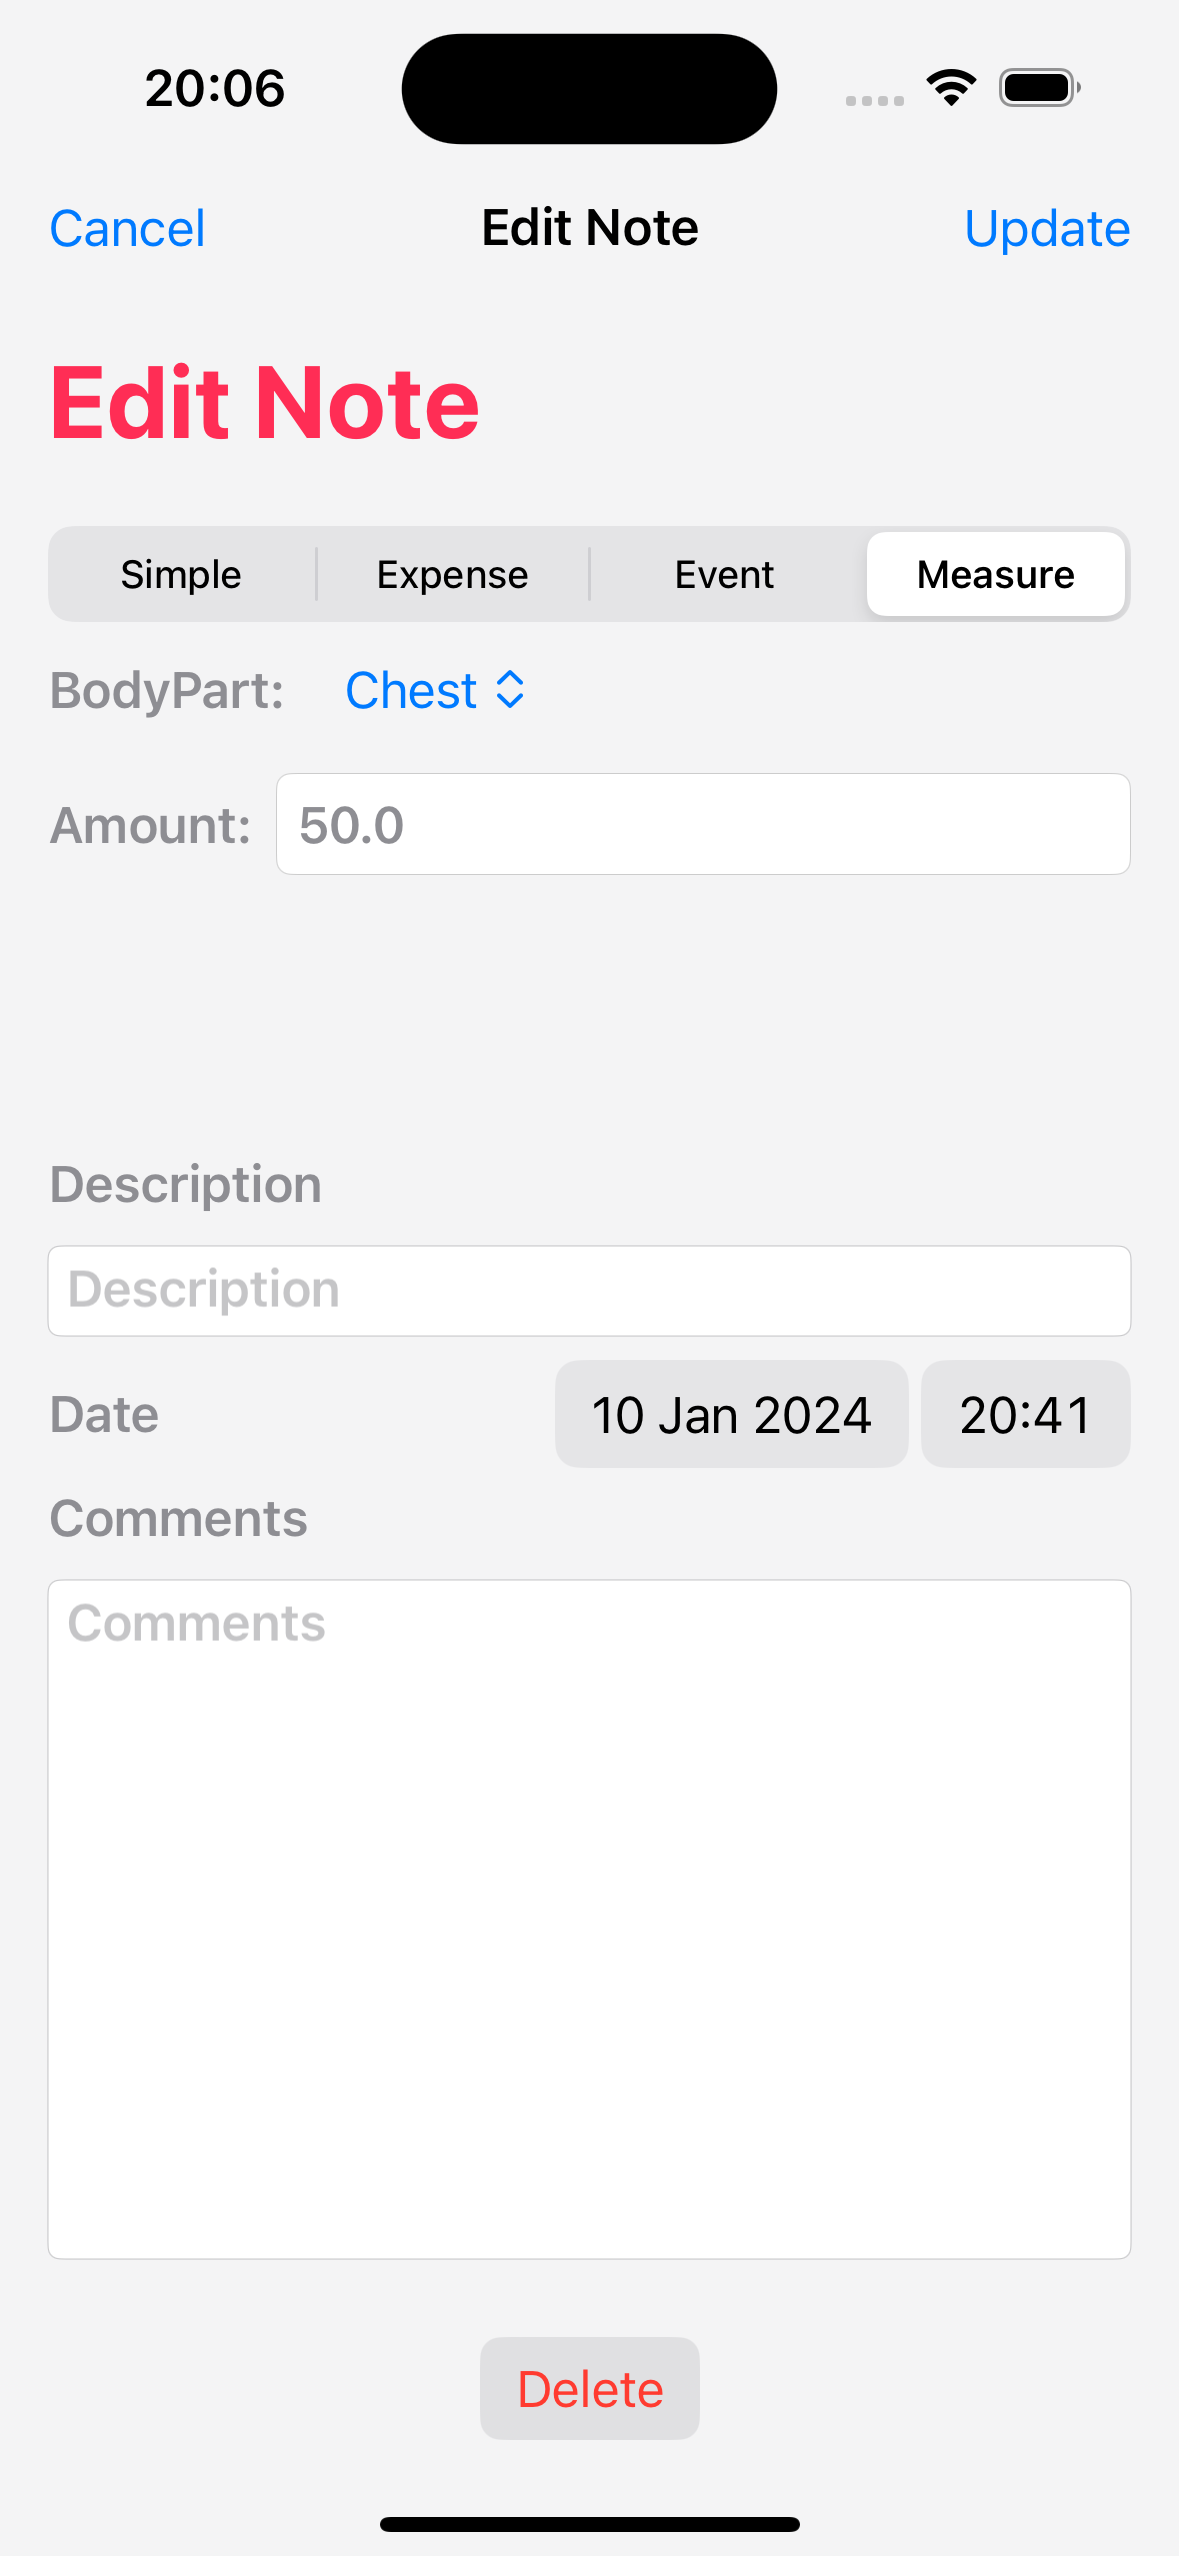 20:06
Cancel Edit Note Update
Edit Note
Simple Expense Event Measure
BodyPart: Chest
Amount: 50.0
Description
Description
Date 10 Jan 2024 20:41
Comments
Comments
Delete